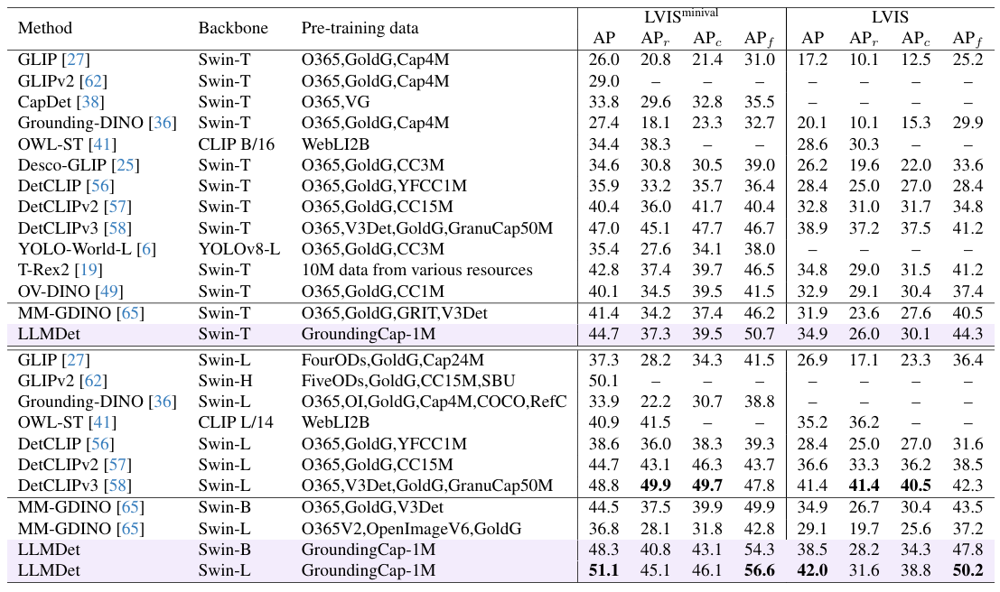 Method Backbone Pre-training data LVISminival LVIS
AP APr APc APf AP APr APc APf
GLIP [27] Swin-T O365,GoldG,Cap4M 26.0 20.8 21.4 31.0 17.2 10.1 12.5 25.2
GLIPv2 [62] Swin-T O365,GoldG,Cap4M 29.0 – – – – – – –
CapDet [38] Swin-T O365,VG 33.8 29.6 32.8 35.5 – – – –
Grounding-DINO [36] Swin-T O365,GoldG,Cap4M 27.4 18.1 23.3 32.7 20.1 10.1 15.3 29.9
OWL-ST [41] CLIP B/16 WebLI2B 34.4 38.3 – – 28.6 30.3 – –
Desco-GLIP [25] Swin-T O365,GoldG,CC3M 34.6 30.8 30.5 39.0 26.2 19.6 22.0 33.6
DetCLIP [56] Swin-T O365,GoldG,YFCC1M 35.9 33.2 35.7 36.4 28.4 25.0 27.0 28.4
DetCLIPv2 [57] Swin-T O365,GoldG,CC15M 40.4 36.0 41.7 40.4 32.8 31.0 31.7 34.8
DetCLIPv3 [58] Swin-T O365,V3Det,GoldG,GranuCap50M 47.0 45.1 47.7 46.7 38.9 37.2 37.5 41.2
YOLO-World-L [6] YOLOv8-L O365,GoldG,CC3M 35.4 27.6 34.1 38.0 – – – –
T-Rex2 [19] Swin-T 10M data from various resources 42.8 37.4 39.7 46.5 34.8 29.0 31.5 41.2
OV-DINO [49] Swin-T O365,GoldG,CC1M 40.1 34.5 39.5 41.5 32.9 29.1 30.4 37.4
MM-GDINO [65] Swin-T O365,GoldG,GRIT,V3Det 41.4 34.2 37.4 46.2 31.9 23.6 27.6 40.5
LLMDet Swin-T GroundingCap-1M 44.7 37.3 39.5 50.7 34.9 26.0 30.1 44.3
GLIP [27] Swin-L FourODs,GoldG,Cap24M 37.3 28.2 34.3 41.5 26.9 17.1 23.3 36.4
GLIPv2 [62] Swin-H FiveODs,GoldG,CC15M,SBU 50.1 – – – – – – –
Grounding-DINO [36] Swin-L O365,OI,GoldG,Cap4M,COCO,RefC 33.9 22.2 30.7 38.8 – – – –
OWL-ST [41] CLIP L/14 WebLI2B 40.9 41.5 – – 35.2 36.2 – –
DetCLIP [56] Swin-L O365,GoldG,YFCC1M 38.6 36.0 38.3 39.3 28.4 25.0 27.0 31.6
DetCLIPv2 [57] Swin-L O365,GoldG,CC15M 44.7 43.1 46.3 43.7 36.6 33.3 36.2 38.5
DetCLIPv3 [58] Swin-L O365,V3Det,GoldG,GranuCap50M 48.8 49.9 49.7 47.8 41.4 41.4 40.5 42.3
MM-GDINO [65] Swin-B O365,GoldG,V3Det 44.5 37.5 39.9 49.9 34.9 26.7 30.4 43.5
MM-GDINO [65] Swin-L O365V2,OpenImageV6,GoldG 36.8 28.1 31.8 42.8 29.1 19.7 25.6 37.2
LLMDet Swin-B GroundingCap-1M 48.3 40.8 43.1 54.3 38.5 28.2 34.3 47.8
LLMDet Swin-L GroundingCap-1M 51.1 45.1 46.1 56.6 42.0 31.6 38.8 50.2